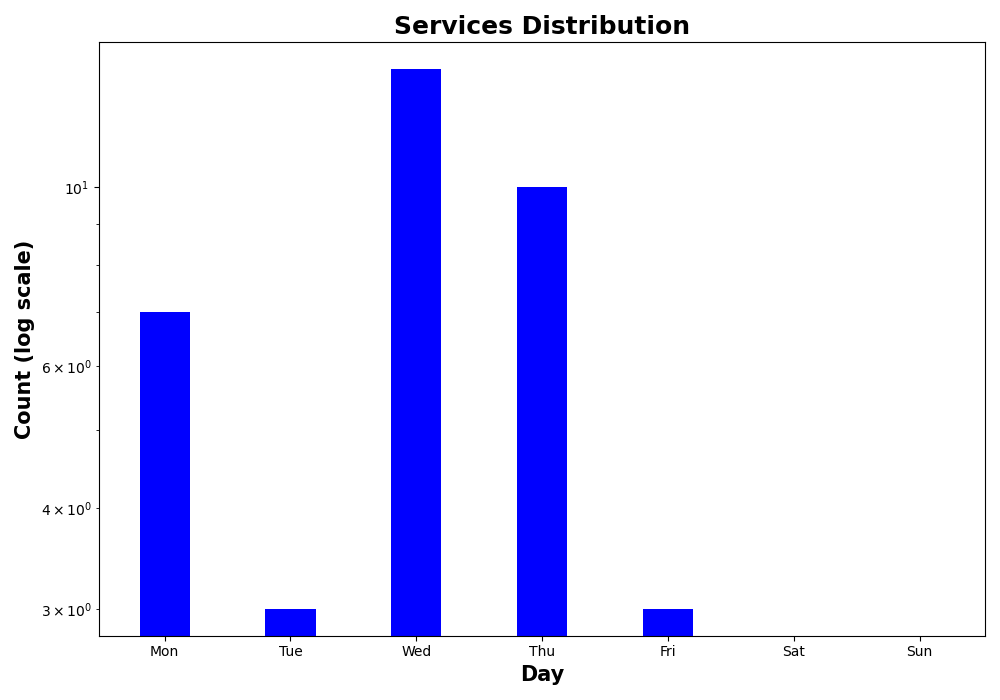 Services Distribution
Count (log scale)
10¹
6 × 10⁰
4 × 10⁰
3 × 10⁰
Mon Tue Wed Thu Fri Sat Sun
Day